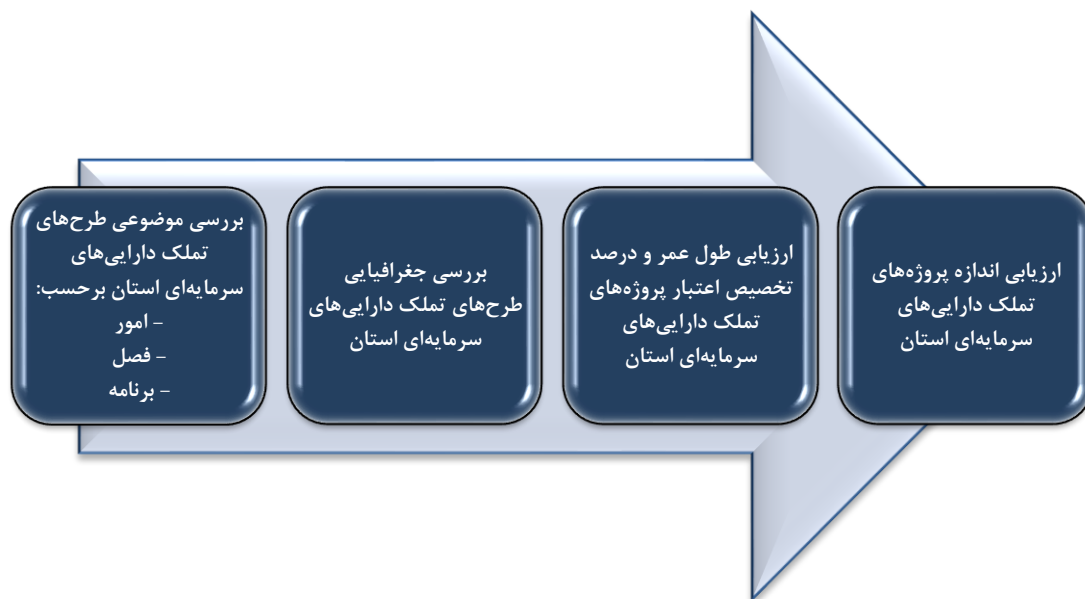 بررسی موضوعی طرح‌های
تملک دارایی‌های
سرمایه‌ای استان برحسب:
- امور
- فصل
- برنامه
بررسی جغرافیایی
طرح‌های تملک دارایی‌های
سرمایه‌ای استان
ارزیابی طول عمر و درصد
تخصیص اعتبار پروژه‌های
تملک دارایی‌های
سرمایه‌ای استان
ارزیابی اندازه پروژه‌های
تملک دارایی‌های
سرمایه‌ای استان